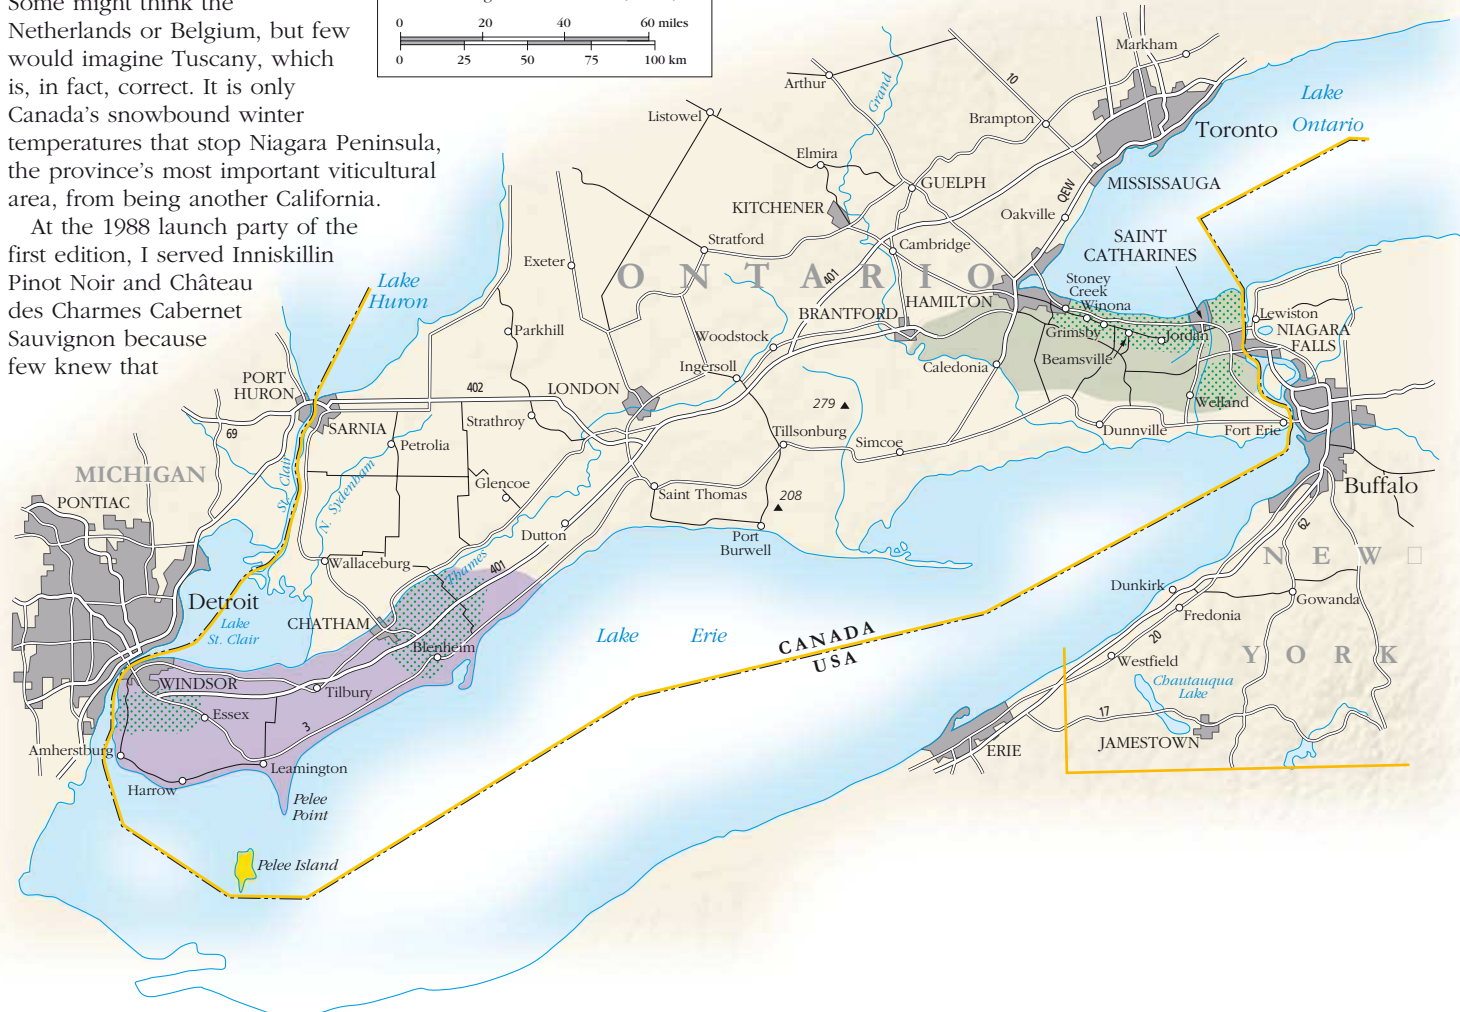 Some might think the
Netherlands or Belgium, but few
would imagine Tuscany, which
is, in fact, correct. It is only
Canada's snowbound winter
temperatures that stop Niagara Peninsula,
the province's most important viticultural
area, from being another California.
At the 1988 launch party of the
first edition, I served Inniskillin
Pinot Noir and Château
des Charmes Cabernet
Sauvignon because
few knew that
0 20 40 60 miles
0 25 50 75 100 km
Markham
Arthur
Grand
10
Lake
Ontario
Listowel
Brampton
Toronto
Elmira
GUELPH
QEW
MISSISSAUGA
KITCHENER
Oakville
Stratford
Cambridge
SAINT
CATHARINES
Exeter
ONTARIO
401
Lake
Huron
HAMILTON
Stoney
Creek
Winona
BRANTFORD
Lewiston
NIAGARA
FALLS
Parkhill
Woodstock
Grimsby
Jordan
Beamsville
Ingersoll
Caledonia
PORT
HURON
402
LONDON
Welland
279
69
SARNIA
Strathroy
Tillsonburg
Simcoe
Dunnville
Fort Erie
Petrolia
MICHIGAN
St. Clair
N. Sydenham
Glencoe
Saint Thomas
208
Buffalo
PONTIAC
Dutton
Port
Burwell
62
NEW
Wallaceburg
Thames
401
Dunkirk
Gowanda
Detroit
Lake
St. Clair
CHATHAM
Fredonia
Lake Erie
CANADA
USA
20
Blenheim
YORK
Westfield
WINDSOR
Tilbury
Chautauqua
Lake
Essex
3
17
JAMESTOWN
Amherstburg
ERIE
Leamington
Harrow
Pelee
Point
Pelee Island